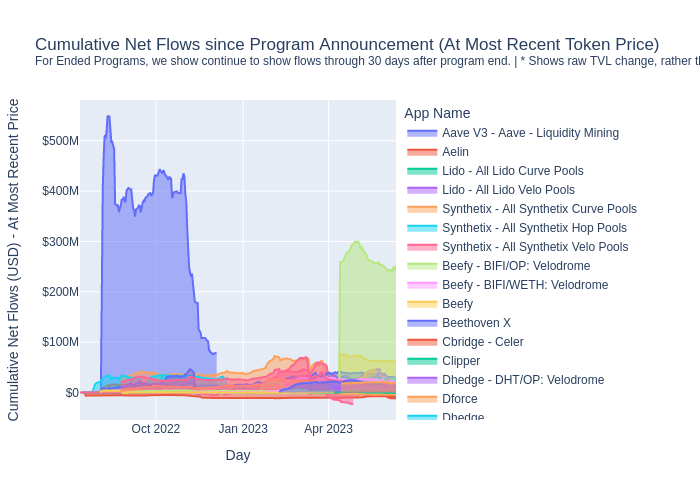 Cumulative Net Flows since Program Announcement (At Most Recent Token Price)
For Ended Programs, we show continue to show flows through 30 days after program end. | * Shows raw TVL change, rather
App Name
Aave V3 - Aave - Liquidity Mining
Aelin
Lido - All Lido Curve Pools
Lido - All Lido Velo Pools
Synthetix - All Synthetix Curve Pools
Synthetix - All Synthetix Hop Pools
Synthetix - All Synthetix Velo Pools
Beefy - BIFI/OP: Velodrome
Beefy - BIFI/WETH: Velodrome
Beefy
Beethoven X
Cbridge - Celer
Clipper
Dhedge - DHT/OP: Velodrome
Dforce
Dhedge
Cumulative Net Flows (USD) - At Most Recent Price
$500M
$400M
$300M
$200M
$100M
$0
Oct 2022
Jan 2023
Apr 2023
Day